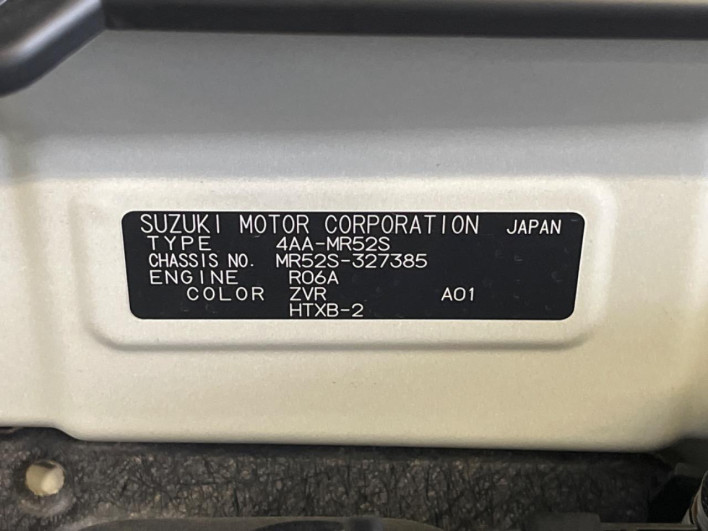 SUZUKI MOTOR CORPORATION JAPAN
TYPE 4AA-MR52S
CHASSIS NO. MR52S-327385
ENGINE R06A
COLOR ZVR A01
HTXB-2